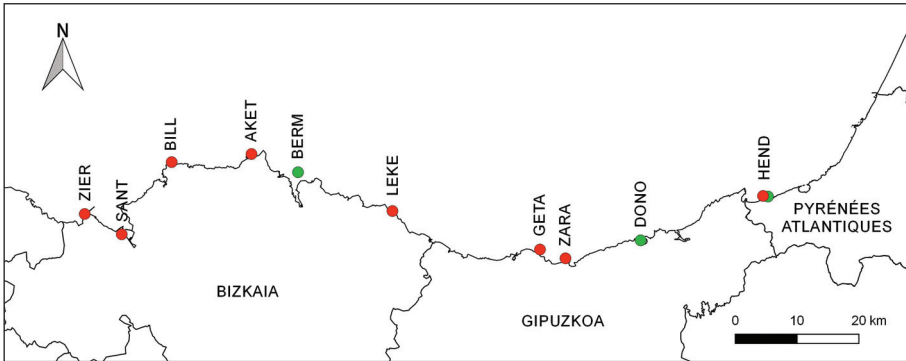 N
ZIER
SANT
BILL
AKET
BERM
LEKE
GETA
ZARA
DONO
HEND
PYRÉNÉES
ATLANTIQUES
BIZKAIA
GIPUZKOA
0 10 20 km